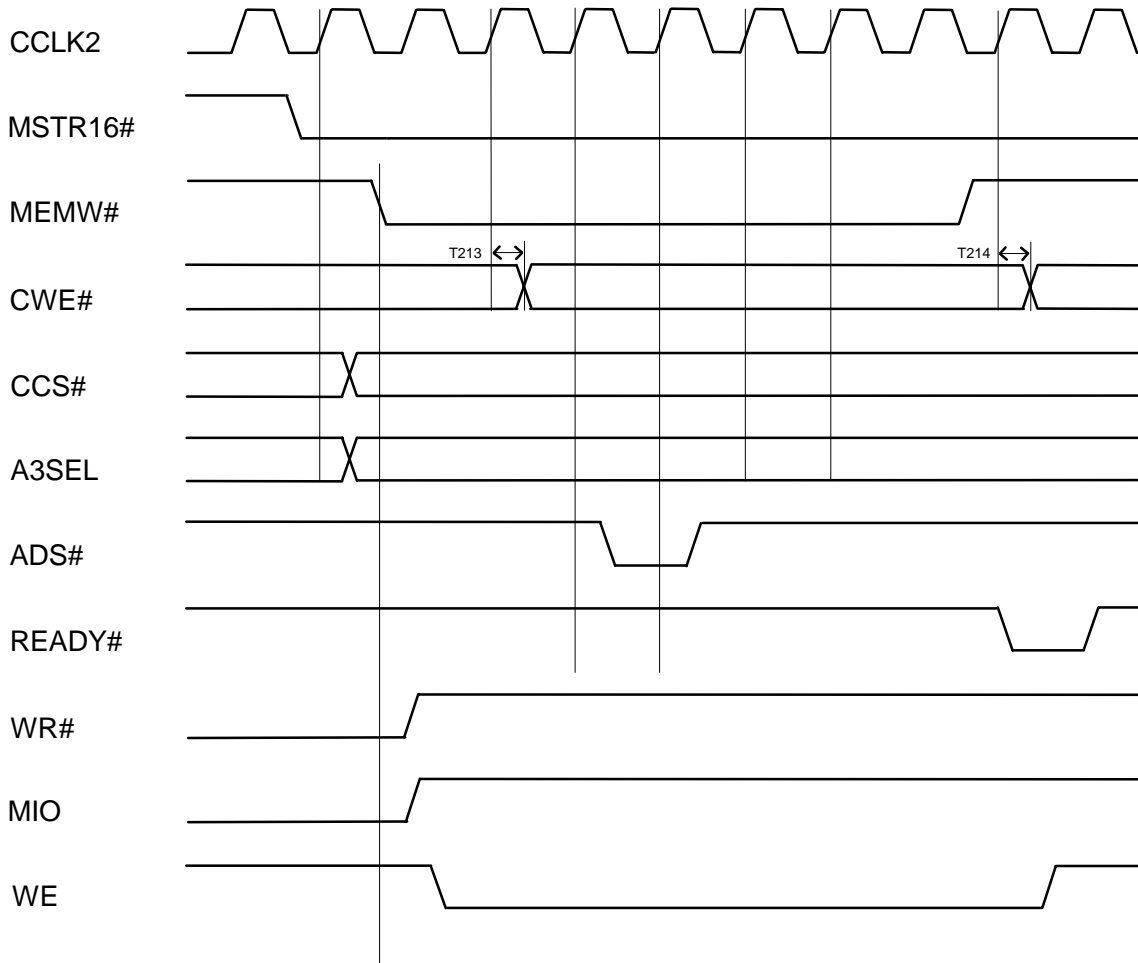 CCLK2
MSTR16#
MEMW#
T213
T214
CWE#
CCS#
A3SEL
ADS#
READY#
WR#
MIO
WE